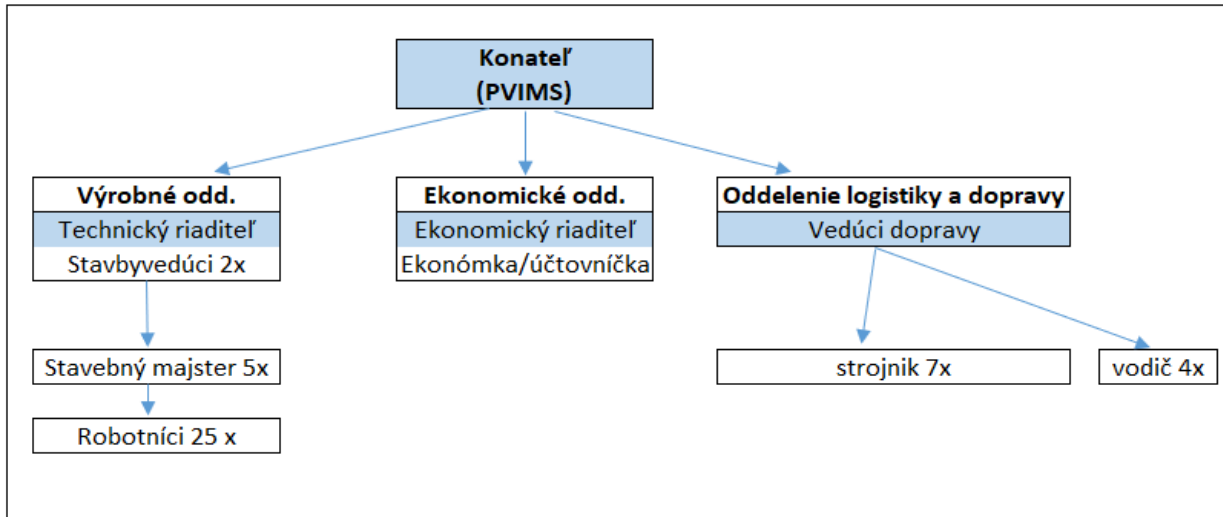 Konateľ
(PVIMS)
Výrobné odd.
Technický riaditeľ
Stavbyvedúci 2x
Stavebný majster 5x
Robotníci 25 x
Ekonomické odd.
Ekonomický riaditeľ
Ekonómka/účtovníčka
Oddelenie logistiky a dopravy
Vedúci dopravy
strojnik 7x
vodič 4x